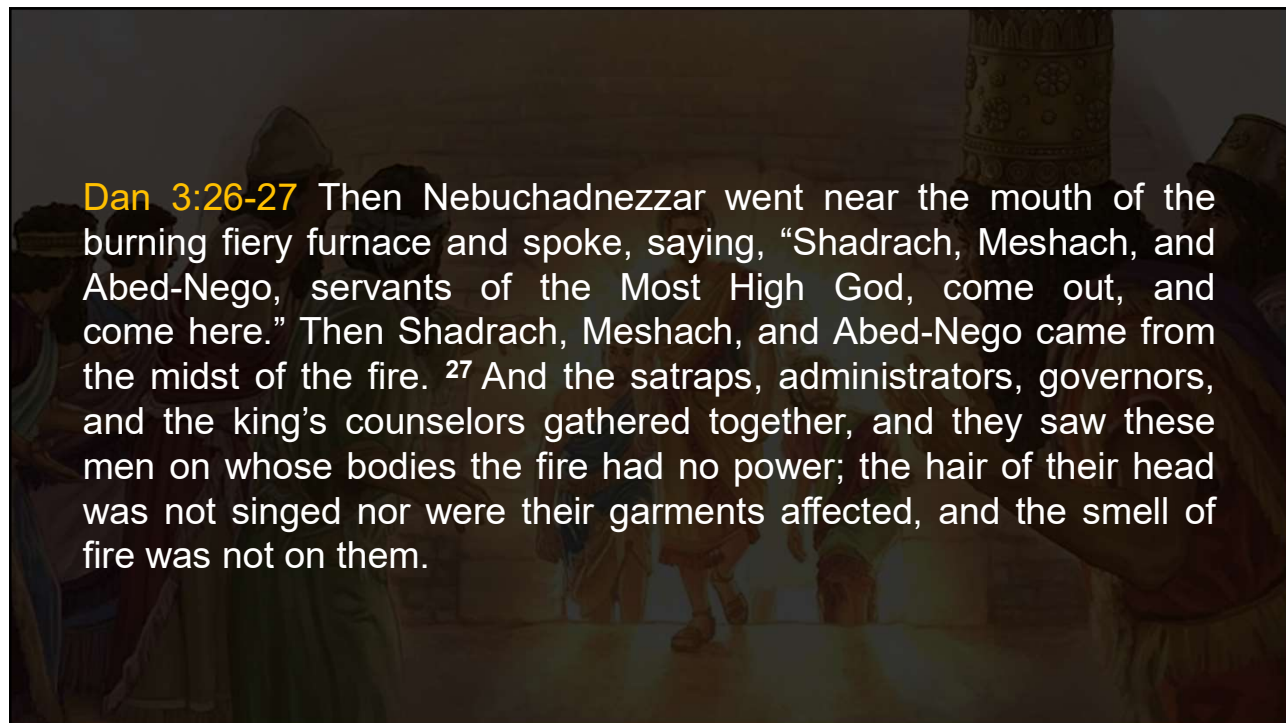 Dan 3:26-27 Then Nebuchadnezzar went near the mouth of the
burning fiery furnace and spoke, saying, “Shadrach, Meshach, and
Abed-Nego, servants of the Most High God, come out, and
come here.” Then Shadrach, Meshach, and Abed-Nego came from
the midst of the fire. 27 And the satraps, administrators, governors,
and the king’s counselors gathered together, and they saw these
men on whose bodies the fire had no power; the hair of their head
was not singed nor were their garments affected, and the smell of
fire was not on them.